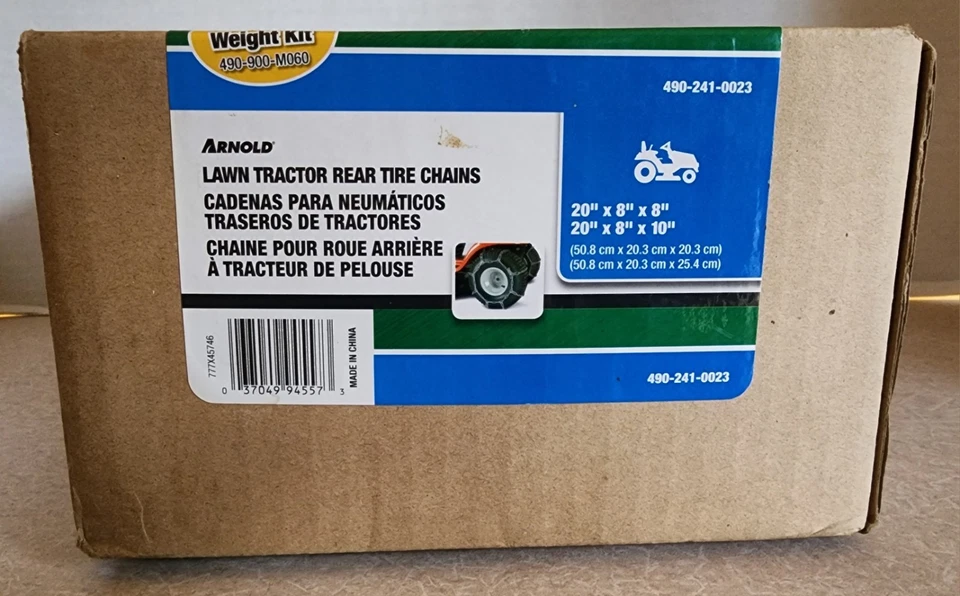 Weight Kit
490-900-M060
490-241-0023
ARNOLD
LAWN TRACTOR REAR TIRE CHAINS
CADENAS PARA NEUMÁTICOS
TRASEROS DE TRACTORES
CHAINE POUR ROUE ARRIÈRE
À TRACTEUR DE PELOUSE
20" x 8" x 8"
20" x 8" x 10"
(50.8 cm x 20.3 cm x 20.3 cm)
(50.8 cm x 20.3 cm x 25.4 cm)
777X45746
0 37049 94557 3
MADE IN CHINA
490-241-0023